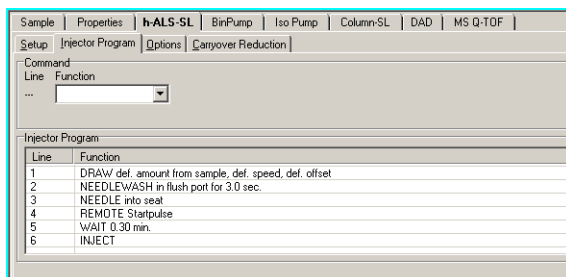 Sample Properties h-ALS-SL BinPump Iso Pump Column-SL DAD MS Q-TOF
Setup Injector Program Options Carryover Reduction
Command
Line Function
...
Injector Program
Line Function
1 DRAW def. amount from sample, def. speed, def. offset
2 NEEDLEWASH in flush port for 3.0 sec.
3 NEEDLE into seat
4 REMOTE Startpulse
5 WAIT 0.30 min.
6 INJECT